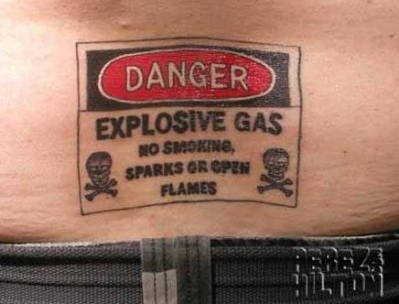 DANGER
EXPLOSIVE GAS
NO SMOKING,
SPARKS OR OPEN
FLAMES
PEREZ
HILTON